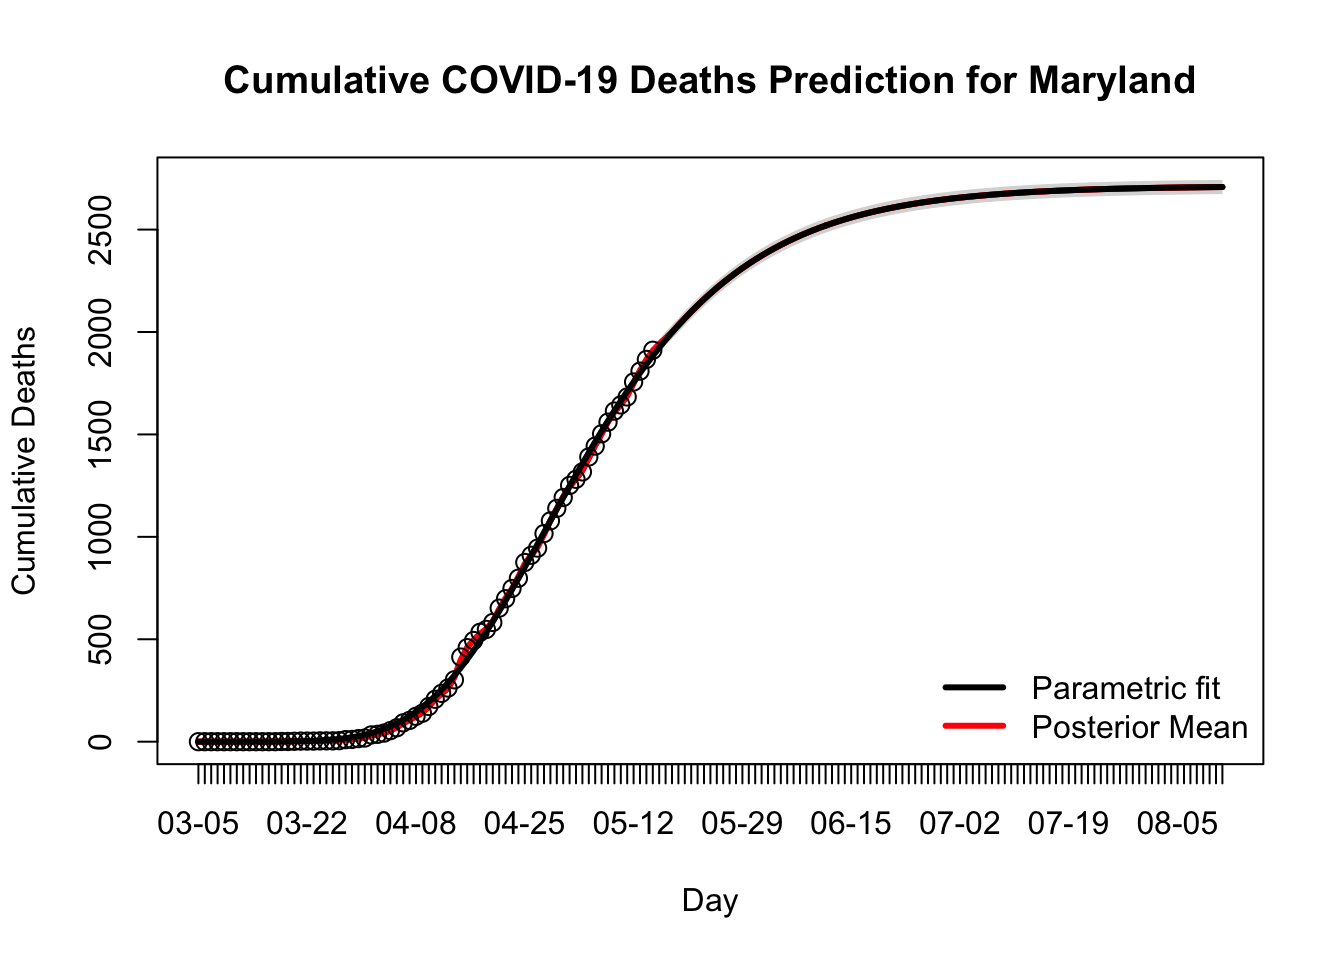 Cumulative COVID-19 Deaths Prediction for Maryland
Cumulative Deaths
2500
2000
1500
1000
500
0
Parametric fit
Posterior Mean
03-05 03-22 04-08 04-25 05-12 05-29 06-15 07-02 07-19 08-05
Day